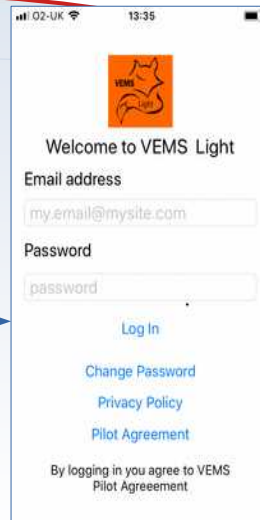 O2-UK 13:35
VEMS
Light
Welcome to VEMS Light
Email address
my.email@mysite.com
Password
password
Log In
Change Password
Privacy Policy
Pilot Agreement
By logging in you agree to VEMS
Pilot Agreeement